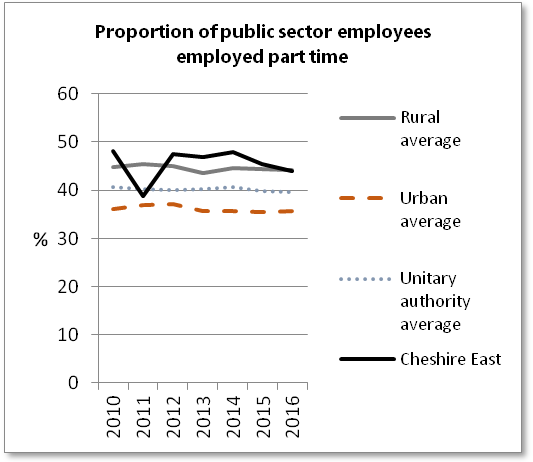 Proportion of public sector employees
employed part time
60
50
40
30
20
10
0
%
2010
2011
2012
2013
2014
2015
2016
Rural
average
Urban
average
Unitary
authority
average
Cheshire East